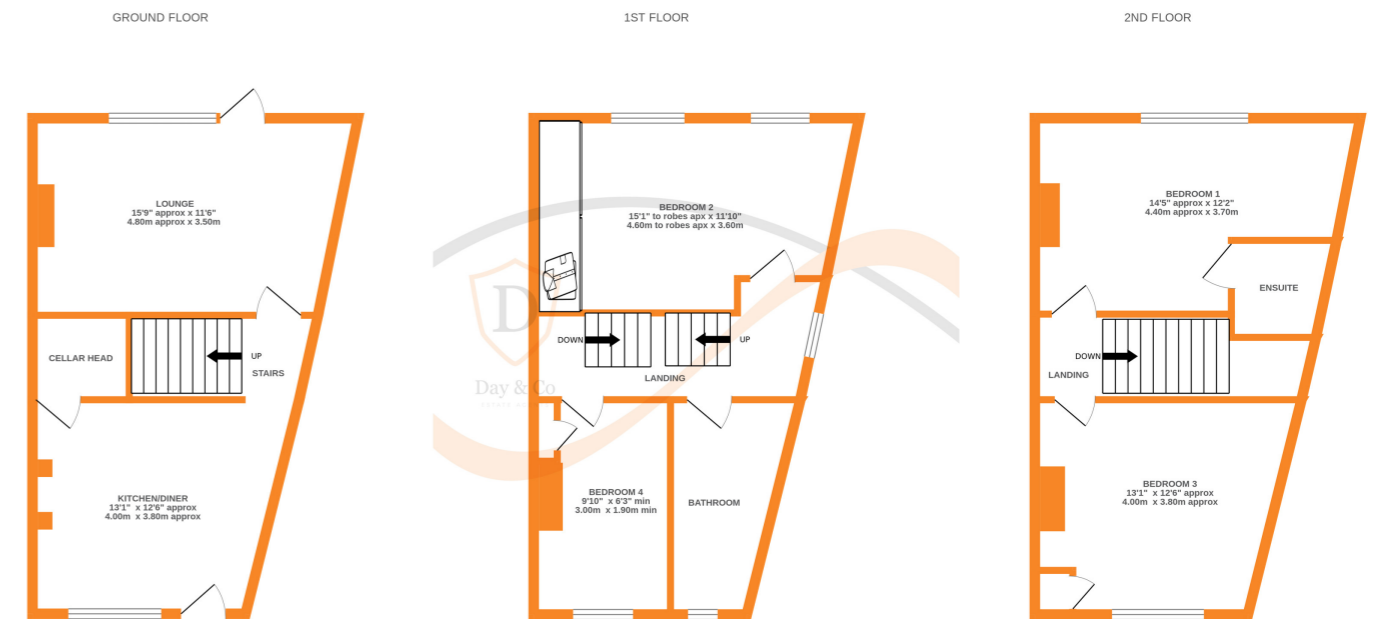 GROUND FLOOR
1ST FLOOR
2ND FLOOR
LOUNGE
15'9" approx x 11'6"
4.80m approx x 3.50m
CELLAR HEAD
UP
STAIRS
KITCHEN/DINER
13'1" x 12'6" approx
4.00m x 3.80m approx
BEDROOM 2
15'1" to robes apx x 11'10"
4.60m to robes apx x 3.60m
D
DOWN
UP
LANDING
Day & Co
BEDROOM 4
9'10" x 6'3" min
3.00m x 1.90m min
BATHROOM
BEDROOM 1
14'5" approx x 12'2"
4.40m approx x 3.70m
ENSUITE
DOWN
LANDING
BEDROOM 3
13'1" x 12'6" approx
4.00m x 3.80m approx